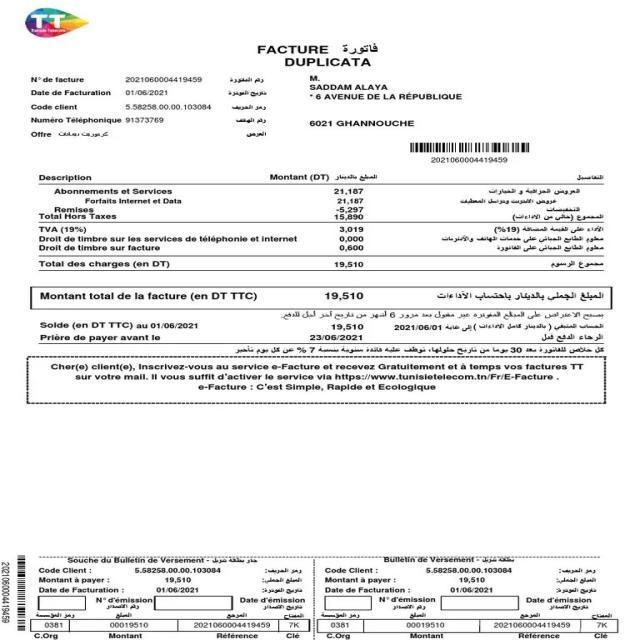 TT
Tunisie Telecom
FACTURE فاتورة
DUPLICATA
N° de facture 2021060004419459 رقم الفاتورة
Date de Facturation 01/06/2021 تاريخ الفوترة
Code client 5.58258.00.00.103084 رمز الحريف
Numéro Téléphonique 91373769 رقم الهاتف
Offre العرض
M.
SADDAM ALAYA
* 6 AVENUE DE LA RÉPUBLIQUE
6021 GHANNOUCHE
2021060004419459
Description Montant (DT) المبلغ بالدينار التفاصيل
Abonnements et Services 21,187 العروض الجزافية و الخيارات
Forfaits Internet et Data 21,187 عروض الأنترنت وتراسل المعطيات
Remises -5,297 التخفيضات
Total Hors Taxes 15,890 المجموع (خالي من الاداءات)
TVA (19%) 3,019 الأداء على القيمة المضافة (19%)
Droit de timbre sur les services de téléphonie et internet 0,000 معلوم الطابع الجبائي على خدمات الهاتف والأنترنات
Droit de timbre sur facture 0,600 معلوم الطابع الجبائي على الفاتورة
Total des charges (en DT) 19,510 مجموع الرسوم
Montant total de la facture (en DT TTC) 19,510 المبلغ الجملي بالدينار باحتساب الأداءات
يصبح الاعتراض على المبلغ المفوتر غير مقبول بعد مرور 6 أشهر من تاريخ آخر أجل للدفع
Solde (en DT TTC) au 01/06/2021 19,510 الحساب المتبقي (بالدينار كامل الاداءات) إلى غاية 2021/06/01
Prière de payer avant le 23/06/2021 الرجاء الدفع قبل
كل خلاص للفاتورة بعد 30 يوما من تاريخ حلولها، توظف عليه فائدة سنوية بنسبة 7 % عن كل يوم تأخير
Cher(e) client(e), Inscrivez-vous au service e-Facture et recevez Gratuitement et à temps vos factures TT
sur votre mail. Il vous suffit d'activer le service via https://www.tunisietelecom.tn/Fr/E-Facture .
e-Facture : C'est Simple, Rapide et Ecologique
2021060004419459
Souche du Bulletin de Versement -
Code Client : 5.58258.00.00.103084 رمز الحريف:
Montant à payer : 19,510 المبلغ الجملي:
Date de Facturation : 01/06/2021 تاريخ الفوترة:
N° d'émission رقم الاصدار Date d'émission تاريخ الاصدار
رمز المؤسسة المبلغ المرجع المفتاح
0381 00019510 2021060004419459 7K
C.Org Montant Référence Clé
Bulletin de Versement -
Code Client : 5.58258.00.00.103084 رمز الحريف:
Montant à payer : 19,510 المبلغ الجملي:
Date de Facturation : 01/06/2021 تاريخ الفوترة:
N° d'émission رقم الاصدار Date d'émission تاريخ الاصدار
رمز المؤسسة المبلغ المرجع المفتاح
0381 00019510 2021060004419459 7K
C.Org Montant Référence Clé